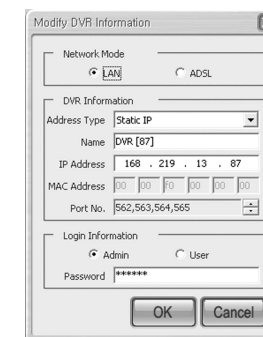 Modify DVR Information
Network Mode
LAN ADSL
DVR Information
Address Type Static IP
Name DVR [87]
IP Address 168 . 219 . 13 . 87
MAC Address 00 00 f0 00 00 00
Port No. 562,563,564,565
Login Information
Admin User
Password ******
OK Cancel